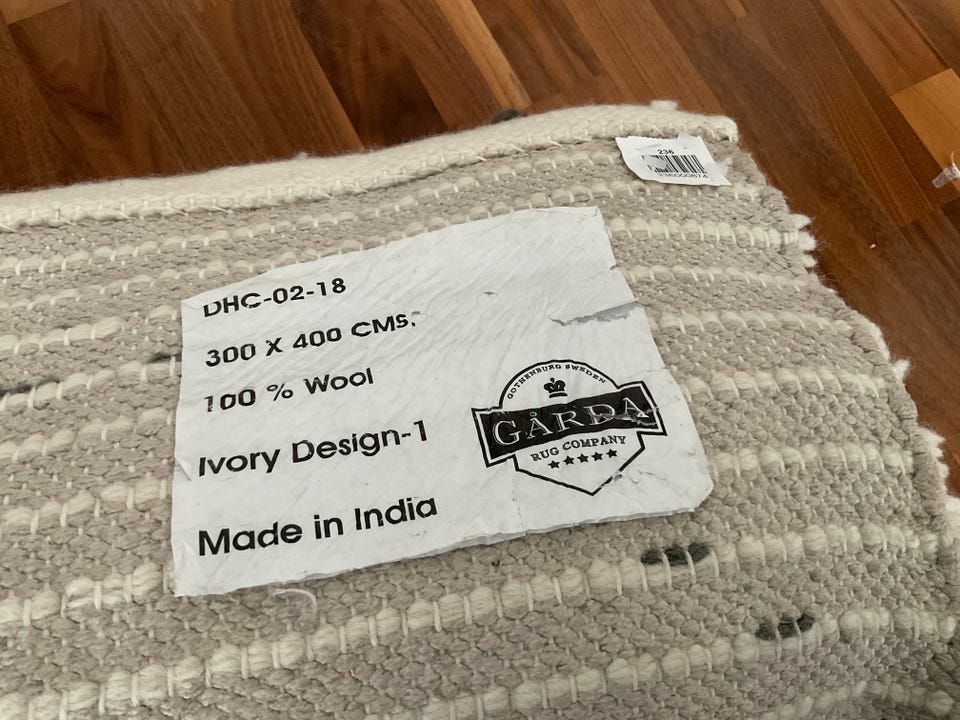 236
DHC-02-18
300 X 400 CMS.
100 % Wool
Ivory Design-1
Made in India
GOTHENBURG SWEDEN
GÅRDA
RUG COMPANY